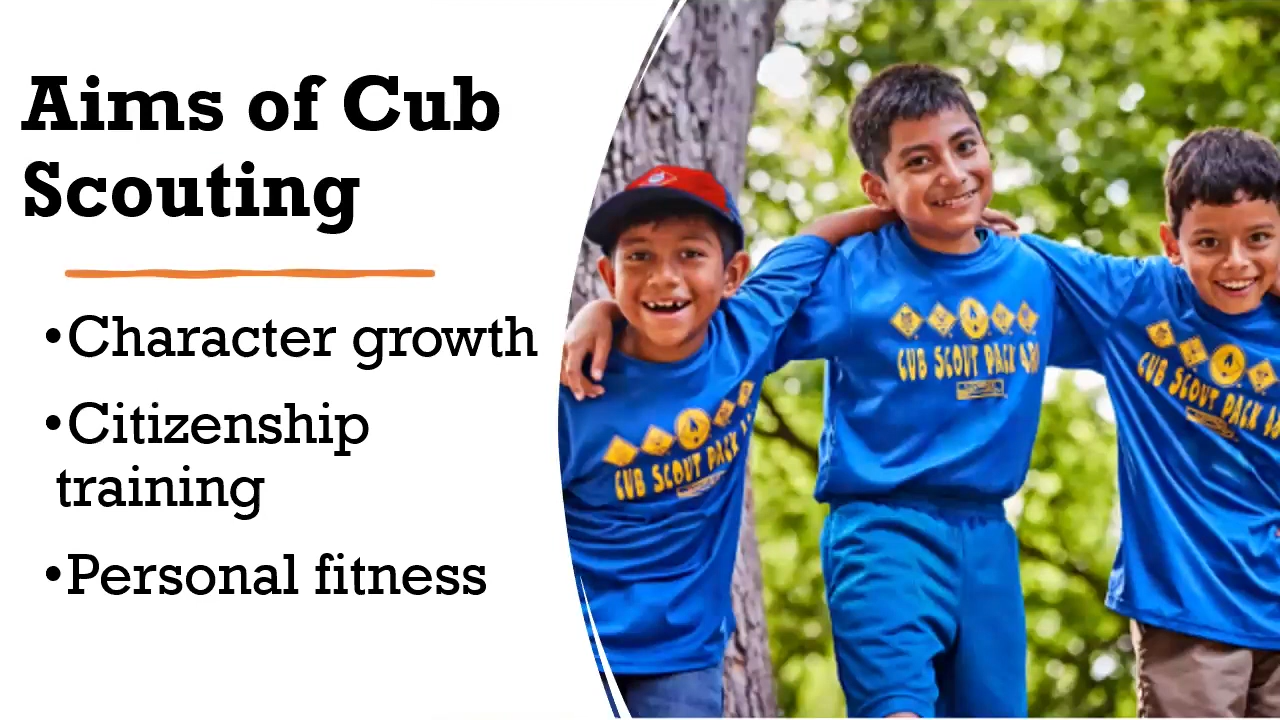 Aims of Cub
Scouting
•Character growth
•Citizenship
training
•Personal fitness
CUB SCOUT PACK
CUB SCOUT PACK
CUB SCOUT PACK